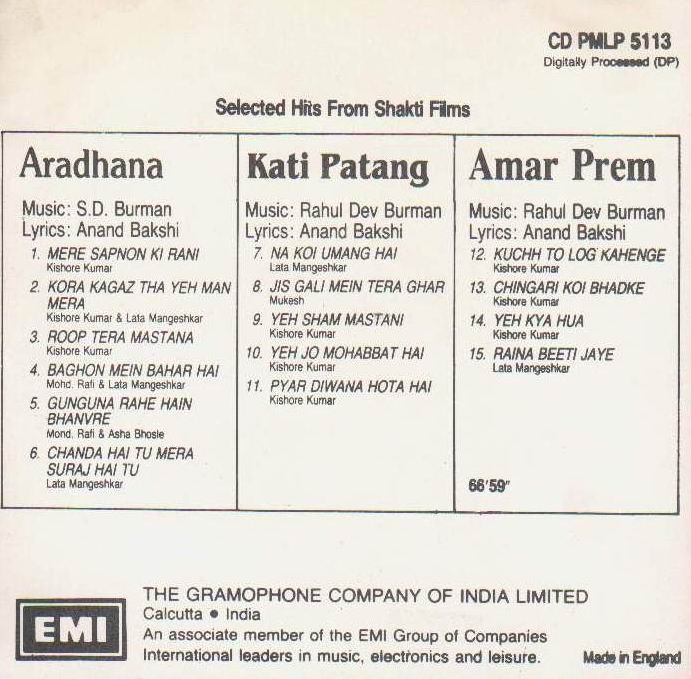 CD PMLP 5113
Digitally Processed (DP)
Selected Hits From Shakti Films
Aradhana
Music: S.D. Burman
Lyrics: Anand Bakshi
1. MERE SAPNON KI RANI
Kishore Kumar
2. KORA KAGAZ THA YEH MAN
MERA
Kishore Kumar & Lata Mangeshkar
3. ROOP TERA MASTANA
Kishore Kumar
4. BAGHON MEIN BAHAR HAI
Mohd. Rafi & Lata Mangeshkar
5. GUNGUNA RAHE HAIN
BHANVRE
Mond. Rafi & Asha Bhosle
6. CHANDA HAI TU MERA
SURAJ HAI TU
Lata Mangeshkar
Kati Patang
Music: Rahul Dev Burman
Lyrics: Anand Bakshi
7. NA KOI UMANG HAI
Lata Mangeshkar
8. JIS GALI MEIN TERA GHAR
Mukesh
9. YEH SHAM MASTANI
Kishore Kumar
10. YEH JO MOHABBAT HAI
Kishore Kumar
11. PYAR DIWANA HOTA HAI
Kishore Kumar
Amar Prem
Music: Rahul Dev Burman
Lyrics: Anand Bakshi
12. KUCHH TO LOG KAHENGE
Kishore Kumar
13. CHINGARI KOI BHADKE
Kishore Kumar
14. YEH KYA HUA
Kishore Kumar
15. RAINA BEETI JAYE
Lata Mangeshkar
66'59"
EMI
THE GRAMOPHONE COMPANY OF INDIA LIMITED
Calcutta • India
An associate member of the EMI Group of Companies
International leaders in music, electronics and leisure.
Made in England